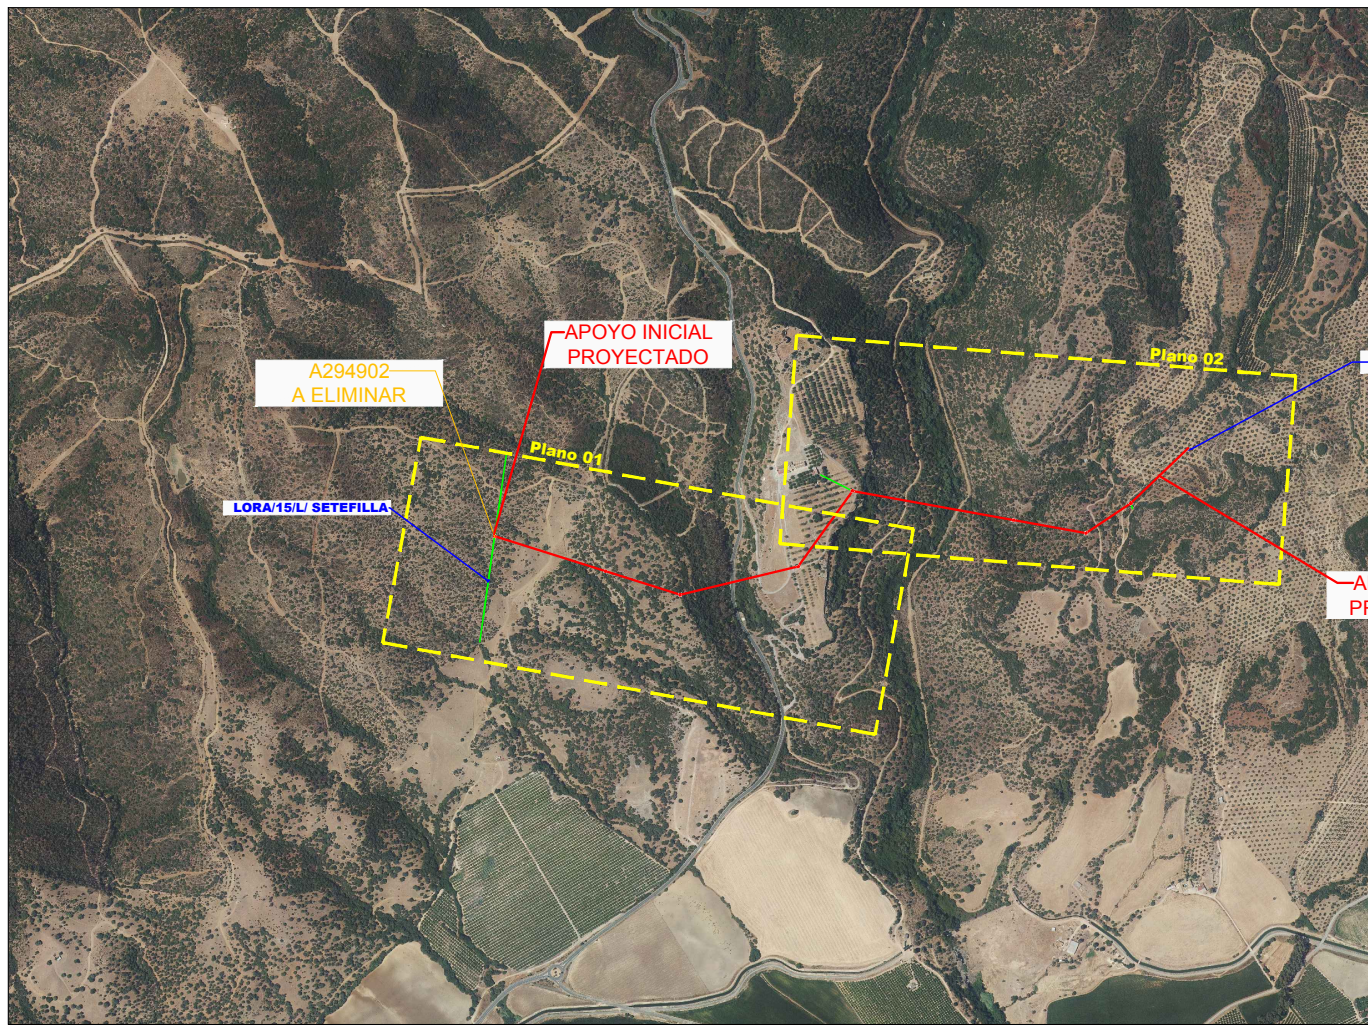 APOYO INICIAL
PROYECTADO
Plano 02
A294902
A ELIMINAR
Plano 01
LORA/15/L/ SETEFILLA